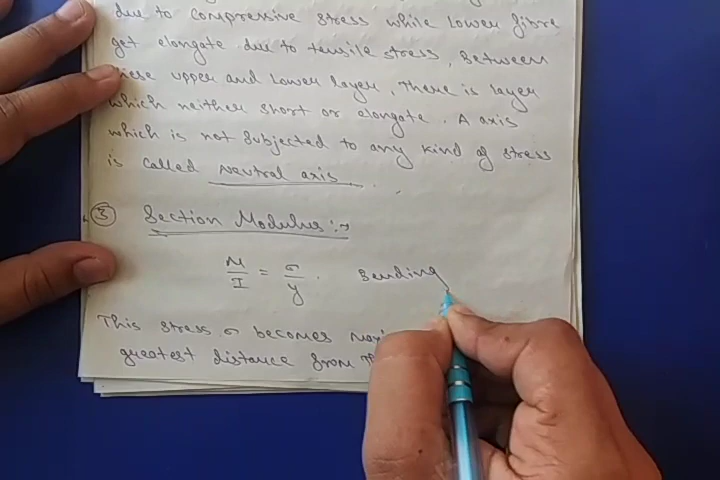 due to compressive stress while lower fibre
get elongate due to tensile stress, Between
these upper and lower layer, There is layer
which neither short or elongate. A axis
which is not subjected to any kind of stress
is called neutral axis.
③ Section Modulus:→
M/I = σ/y. Bending
This stress σ becomes
greatest distance from